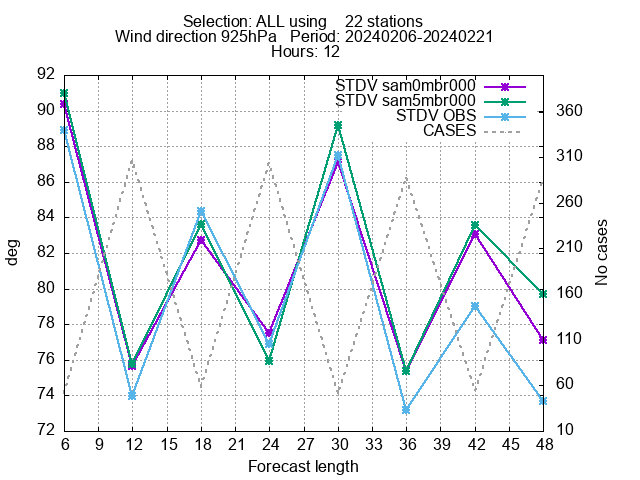 Selection: ALL using    22 stations
Wind direction 925hPa   Period: 20240206-20240221
Hours: 12
STDV sam0mbr000
STDV sam5mbr000
STDV OBS
CASES
92
90
88
86
84
82
80
78
76
74
72
deg
360
310
260
210
160
110
60
10
No cases
6 9 12 15 18 21 24 27 30 33 36 39 42 45 48
Forecast length